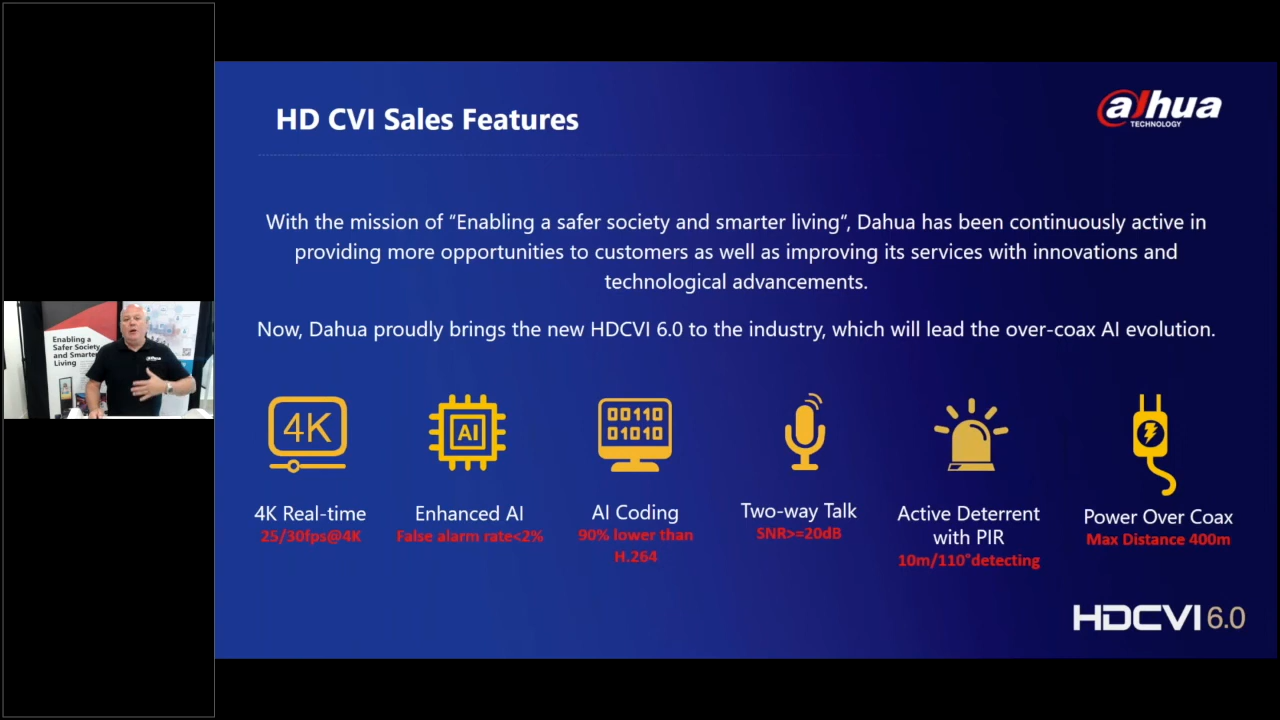 HD CVI Sales Features
alhua
TECHNOLOGY
With the mission of “Enabling a safer society and smarter living“, Dahua has been continuously active in
providing more opportunities to customers as well as improving its services with innovations and
technological advancements.
Now, Dahua proudly brings the new HDCVI 6.0 to the industry, which will lead the over-coax AI evolution.
Enabling a
Safer Society
and Smarter
Living
alhua
4K
AI
00110
01010
4K Real-time
25/30fps@4K
Enhanced AI
False alarm rate<2%
AI Coding
90% lower than
H.264
Two-way Talk
SNR>=20dB
Active Deterrent
with PIR
10m/110°detecting
Power Over Coax
Max Distance 400m
HDCVI 6.0